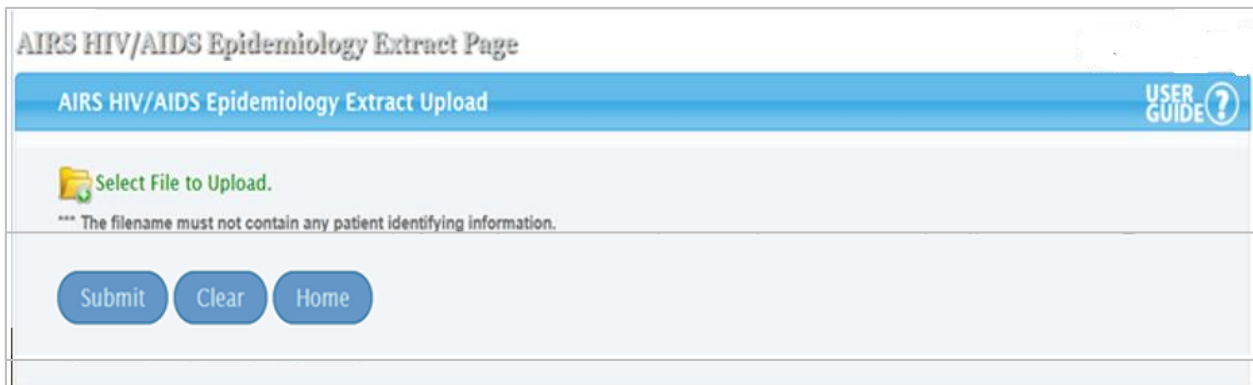 AIRS HIV/AIDS Epidemiology Extract Page
AIRS HIV/AIDS Epidemiology Extract Upload
USER
GUIDE ?
Select File to Upload.
*** The filename must not contain any patient identifying information.
Submit Clear Home